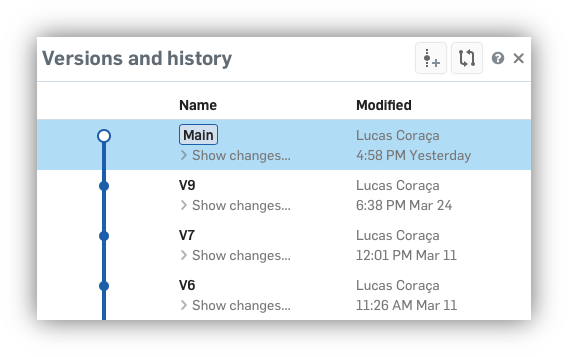 Versions and history
Name Modified
Main Lucas Coraça
Show changes... 4:58 PM Yesterday
V9 Lucas Coraça
Show changes... 6:38 PM Mar 24
V7 Lucas Coraça
Show changes... 12:01 PM Mar 11
V6 Lucas Coraça
Show changes... 11:26 AM Mar 11